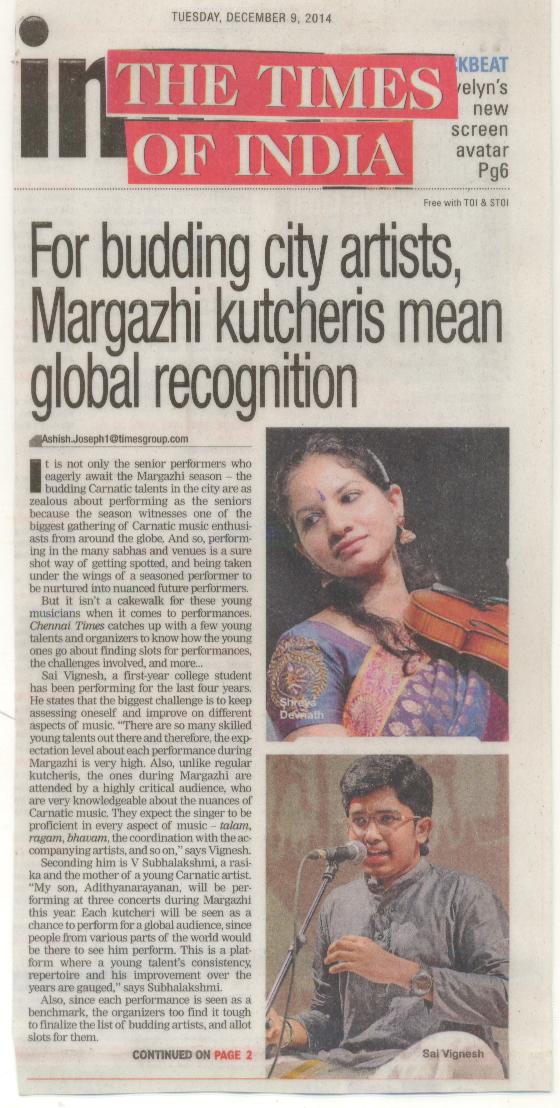 TUESDAY, DECEMBER 9, 2014
in
THE TIMES
OF INDIA
CKBEAT
velyn's
new
screen
avatar
Pg6
Free with TOI & STOI
For budding city artists,
Margazhi kutcheris mean
global recognition
Ashish.Joseph1@timesgroup.com
It is not only the senior performers who
eagerly await the Margazhi season – the
budding Carnatic talents in the city are as
zealous about performing as the seniors
because the season witnesses one of the
biggest gathering of Carnatic music enthusi-
asts from around the globe. And so, perform-
ing in the many sabhas and venues is a sure
shot way of getting spotted, and being taken
under the wings of a seasoned performer to
be nurtured into nuanced future performers.
But it isn't a cakewalk for these young
musicians when it comes to performances.
Chennai Times catches up with a few young
talents and organizers to know how the young
ones go about finding slots for performances,
the challenges involved, and more...
Sai Vignesh, a first-year college student
has been performing for the last four years.
He states that the biggest challenge is to keep
assessing oneself and improve on different
aspects of music. "There are so many skilled
young talents out there and therefore, the exp-
ectation level about each performance during
Margazhi is very high. Also, unlike regular
kutcheris, the ones during Margazhi are
attended by a highly critical audience, who
are very knowledgeable about the nuances of
Carnatic music. They expect the singer to be
proficient in every aspect of music – talam,
ragam, bhavam, the coordination with the ac-
companying artists, and so on," says Vignesh.
Seconding him is V Subhalakshmi, a rasi-
ka and the mother of a young Carnatic artist.
"My son, Adithyanarayanan, will be per-
forming at three concerts during Margazhi
this year. Each kutcheri will be seen as a
chance to perform for a global audience, since
people from various parts of the world would
be there to see him perform. This is a plat-
form where a young talent's consistency,
repertoire and his improvement over the
years are gauged," says Subhalakshmi.
Also, since each performance is seen as a
benchmark, the organizers too find it tough
to finalize the list of budding artists, and allot
slots for them.
CONTINUED ON PAGE 2
Shreya
Devnath
Sai Vignesh